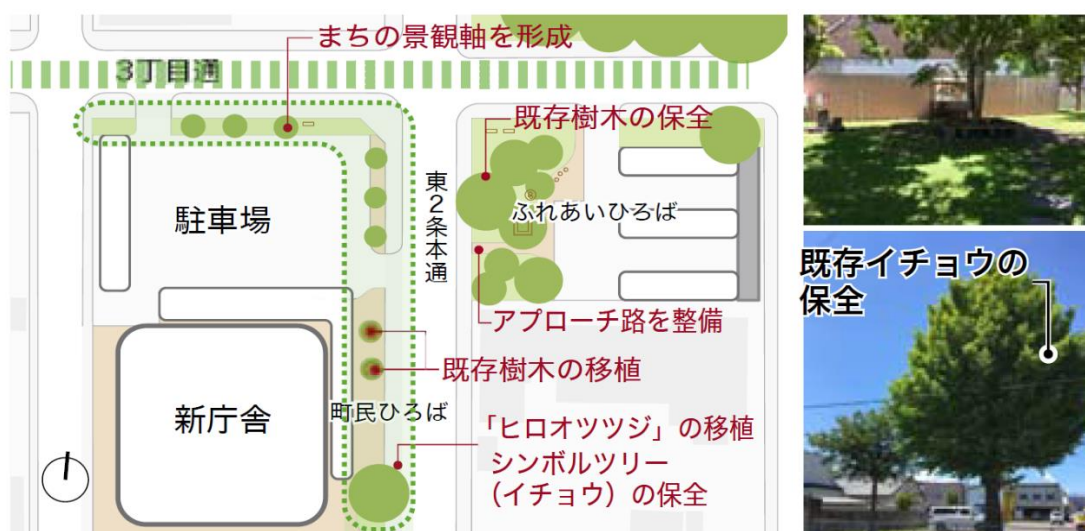 まちの景観軸を形成
3丁目通
既存樹木の保全
駐車場
東2条本通
ふれあいひろば
アプローチ路を整備
既存樹木の移植
新庁舎
町民ひろば
「ヒロオツツジ」の移植
シンボルツリー
（イチョウ）の保全
既存イチョウの
保全